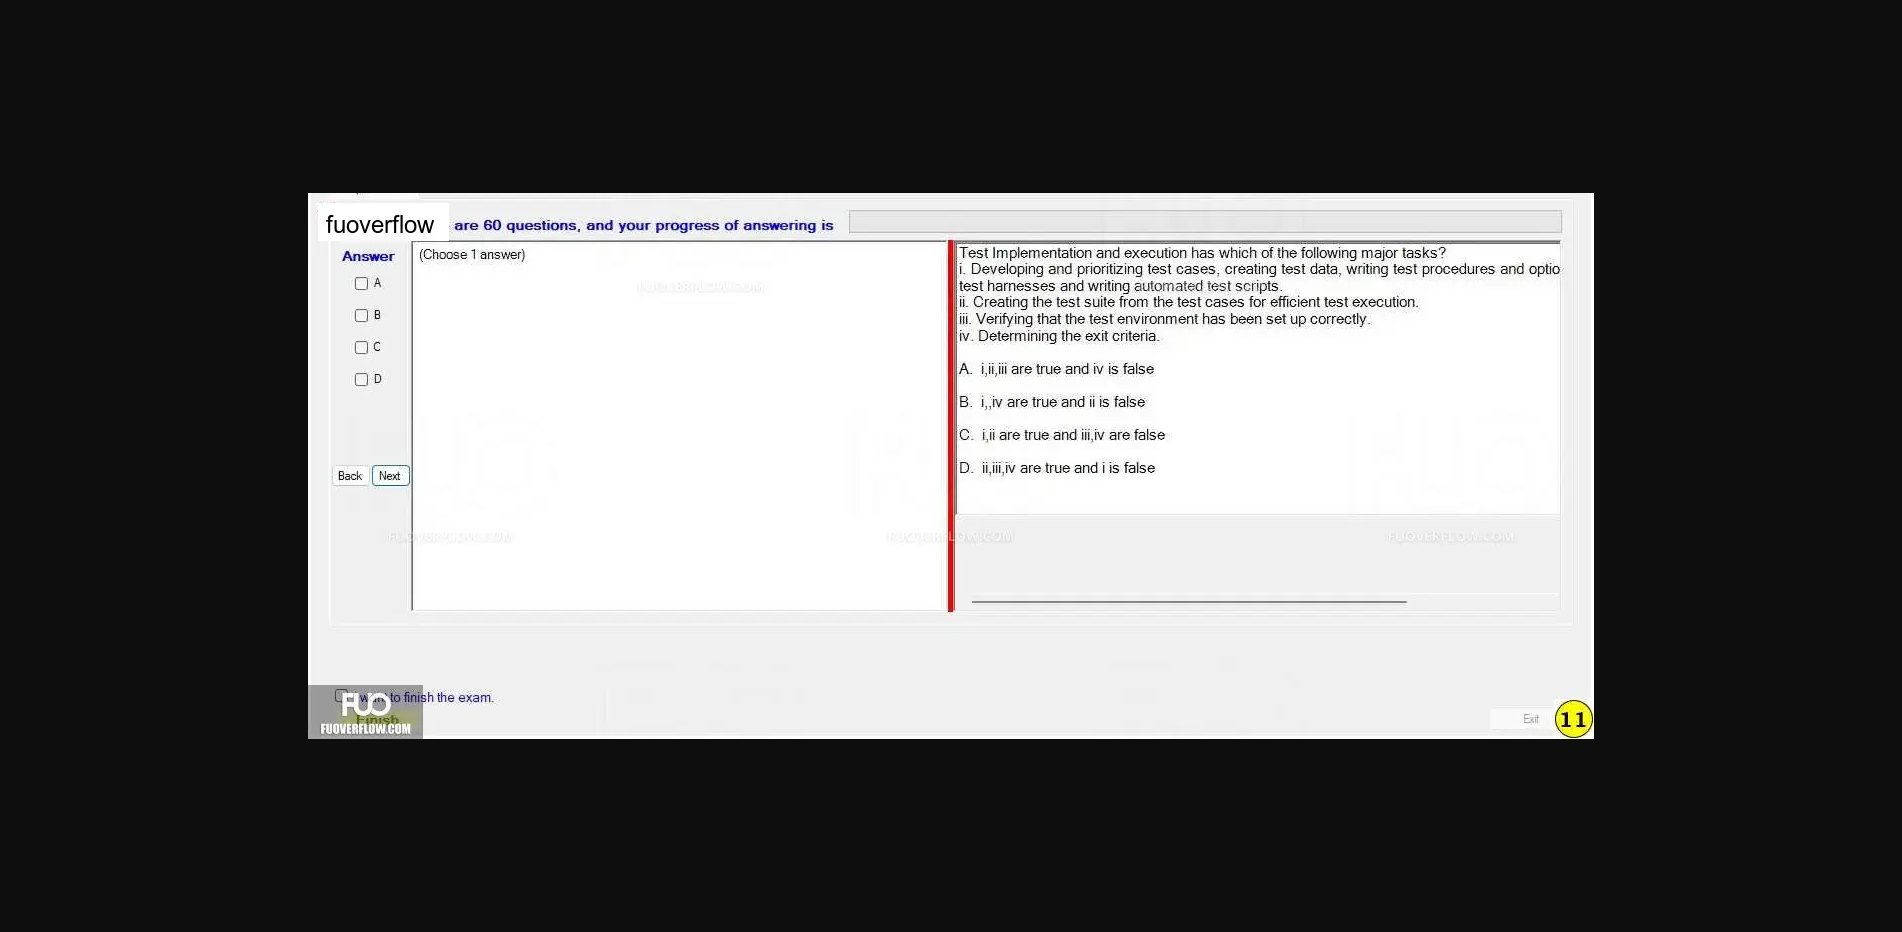 fuoverflow are 60 questions, and your progress of answering is
Answer
(Choose 1 answer)
A
B
C
D
Back Next
Test Implementation and execution has which of the following major tasks?
i. Developing and prioritizing test cases, creating test data, writing test procedures and optio
test harnesses and writing automated test scripts.
ii. Creating the test suite from the test cases for efficient test execution.
iii. Verifying that the test environment has been set up correctly.
iv. Determining the exit criteria.
A. i,ii,iii are true and iv is false
B. i,,iv are true and ii is false
C. i,ii are true and iii,iv are false
D. ii,iii,iv are true and i is false
FUOVERFLOW.COM
FUOVERFLOW.COM
FUOVERFLOW.COM
FUOVERFLOW.COM
want to finish the exam.
Finish
FUO
FUOVERFLOW.COM
Exit
11